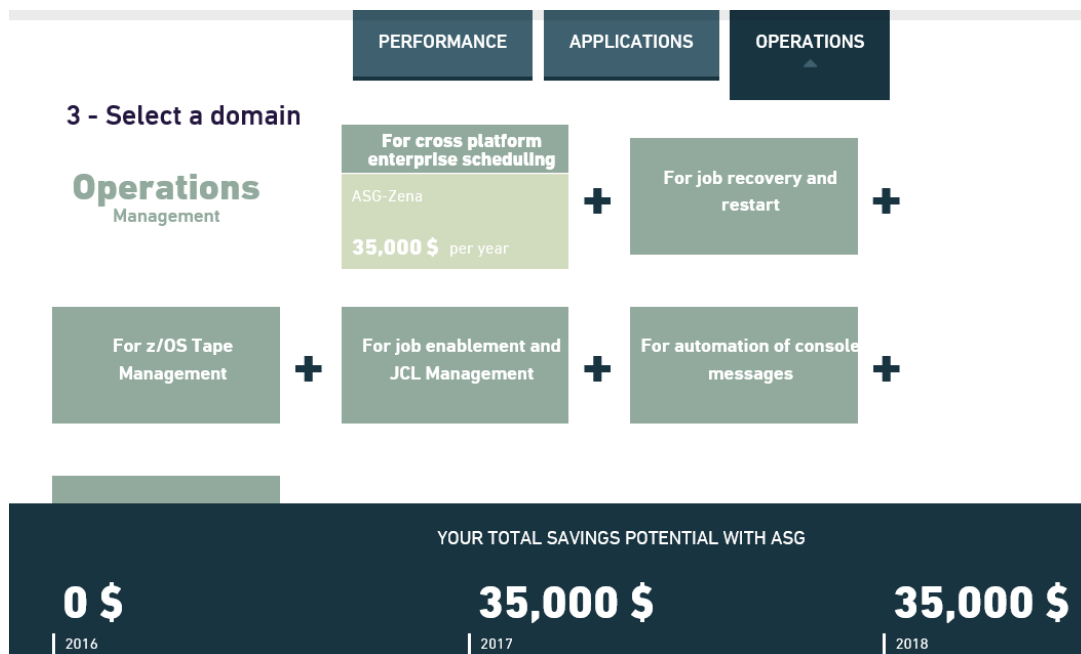 PERFORMANCE
APPLICATIONS
OPERATIONS
3 - Select a domain
Operations
Management
For cross platform
enterprise scheduling
ASG-Zena
35,000 $ per year
+
For job recovery and
restart
+
For z/OS Tape
Management
+
For job enablement and
JCL Management
+
For automation of console
messages
+
YOUR TOTAL SAVINGS POTENTIAL WITH ASG
0 $
2016
35,000 $
2017
35,000 $
2018